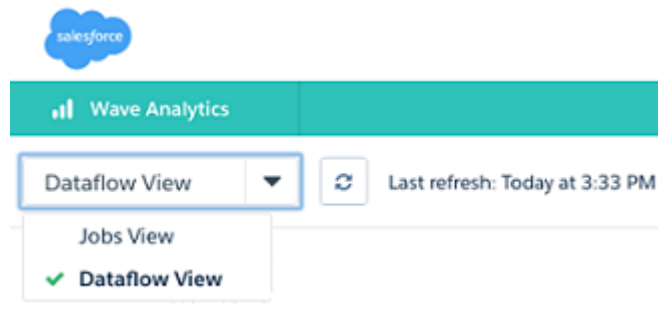 salesforce
Wave Analytics
Dataflow View
Last refresh: Today at 3:33 PM
Jobs View
Dataflow View